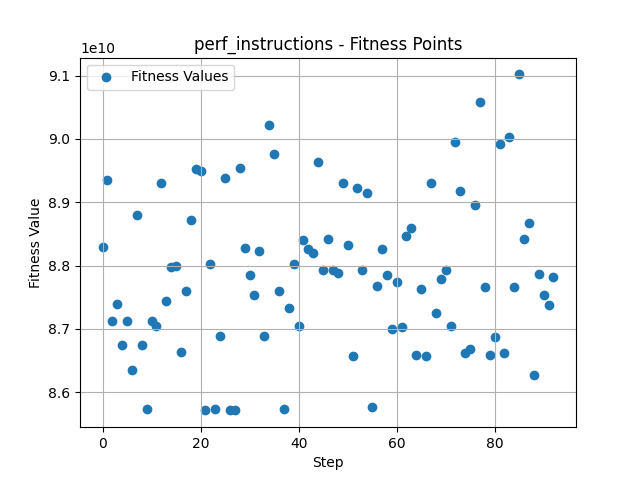 perf_instructions - Fitness Points
1e10
Fitness Values
9.1
9.0
8.9
8.8
8.7
8.6
Fitness Value
0 20 40 60 80
Step